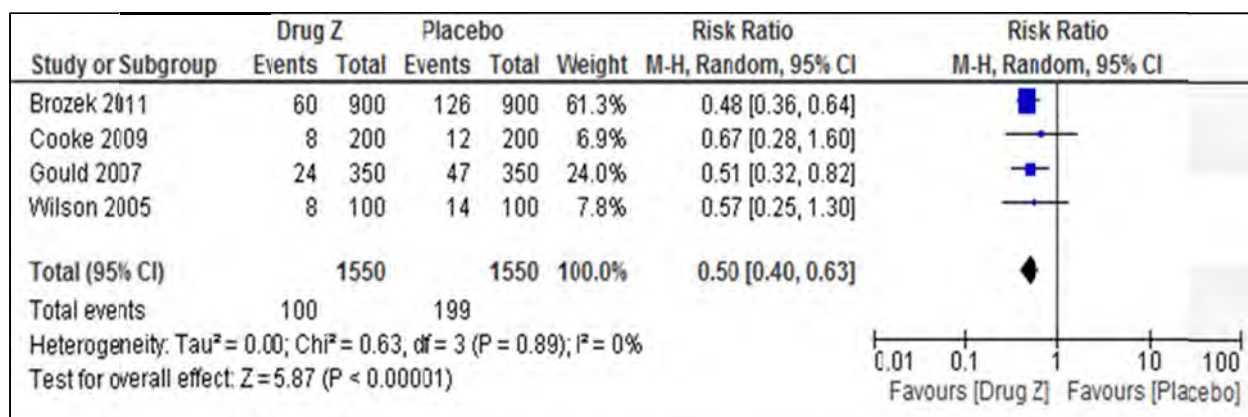 Drug Z Placebo Risk Ratio Risk Ratio
Study or Subgroup Events Total Events Total Weight M-H, Random, 95% CI M-H, Random, 95% CI
Brozek 2011 60 900 126 900 61.3% 0.48 [0.36, 0.64]
Cooke 2009 8 200 12 200 6.9% 0.67 [0.28, 1.60]
Gould 2007 24 350 47 350 24.0% 0.51 [0.32, 0.82]
Wilson 2005 8 100 14 100 7.8% 0.57 [0.25, 1.30]
Total (95% CI) 1550 1550 100.0% 0.50 [0.40, 0.63]
Total events 100 199
Heterogeneity: Tau² = 0.00; Chi² = 0.63, df = 3 (P = 0.89); I² = 0%
Test for overall effect: Z = 5.87 (P < 0.00001)
0.01 0.1 1 10 100
Favours [Drug Z] Favours [Placebo]